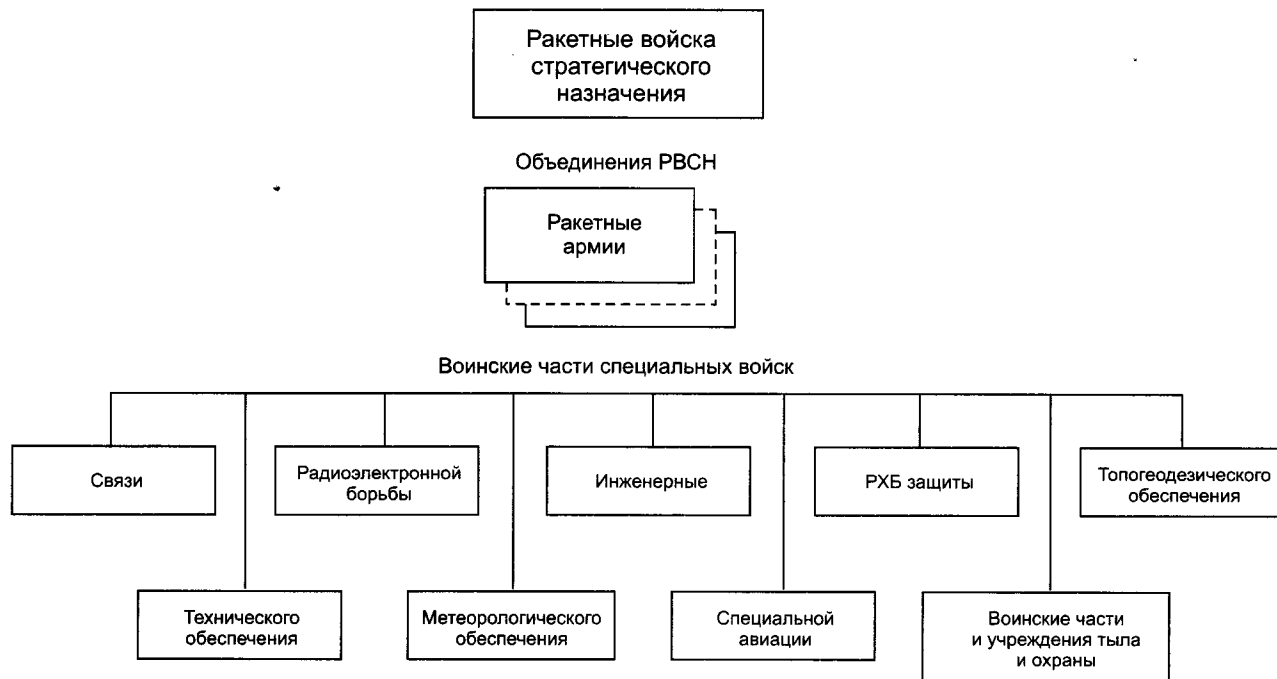 Ракетные войска
стратегического
назначения
Объединения РВСН
Ракетные
армии
Воинские части специальных войск
Связи
Радиоэлектронной
борьбы
Инженерные
РХБ защиты
Топогеодезического
обеспечения
Технического
обеспечения
Метеорологического
обеспечения
Специальной
авиации
Воинские части
и учреждения тыла
и охраны